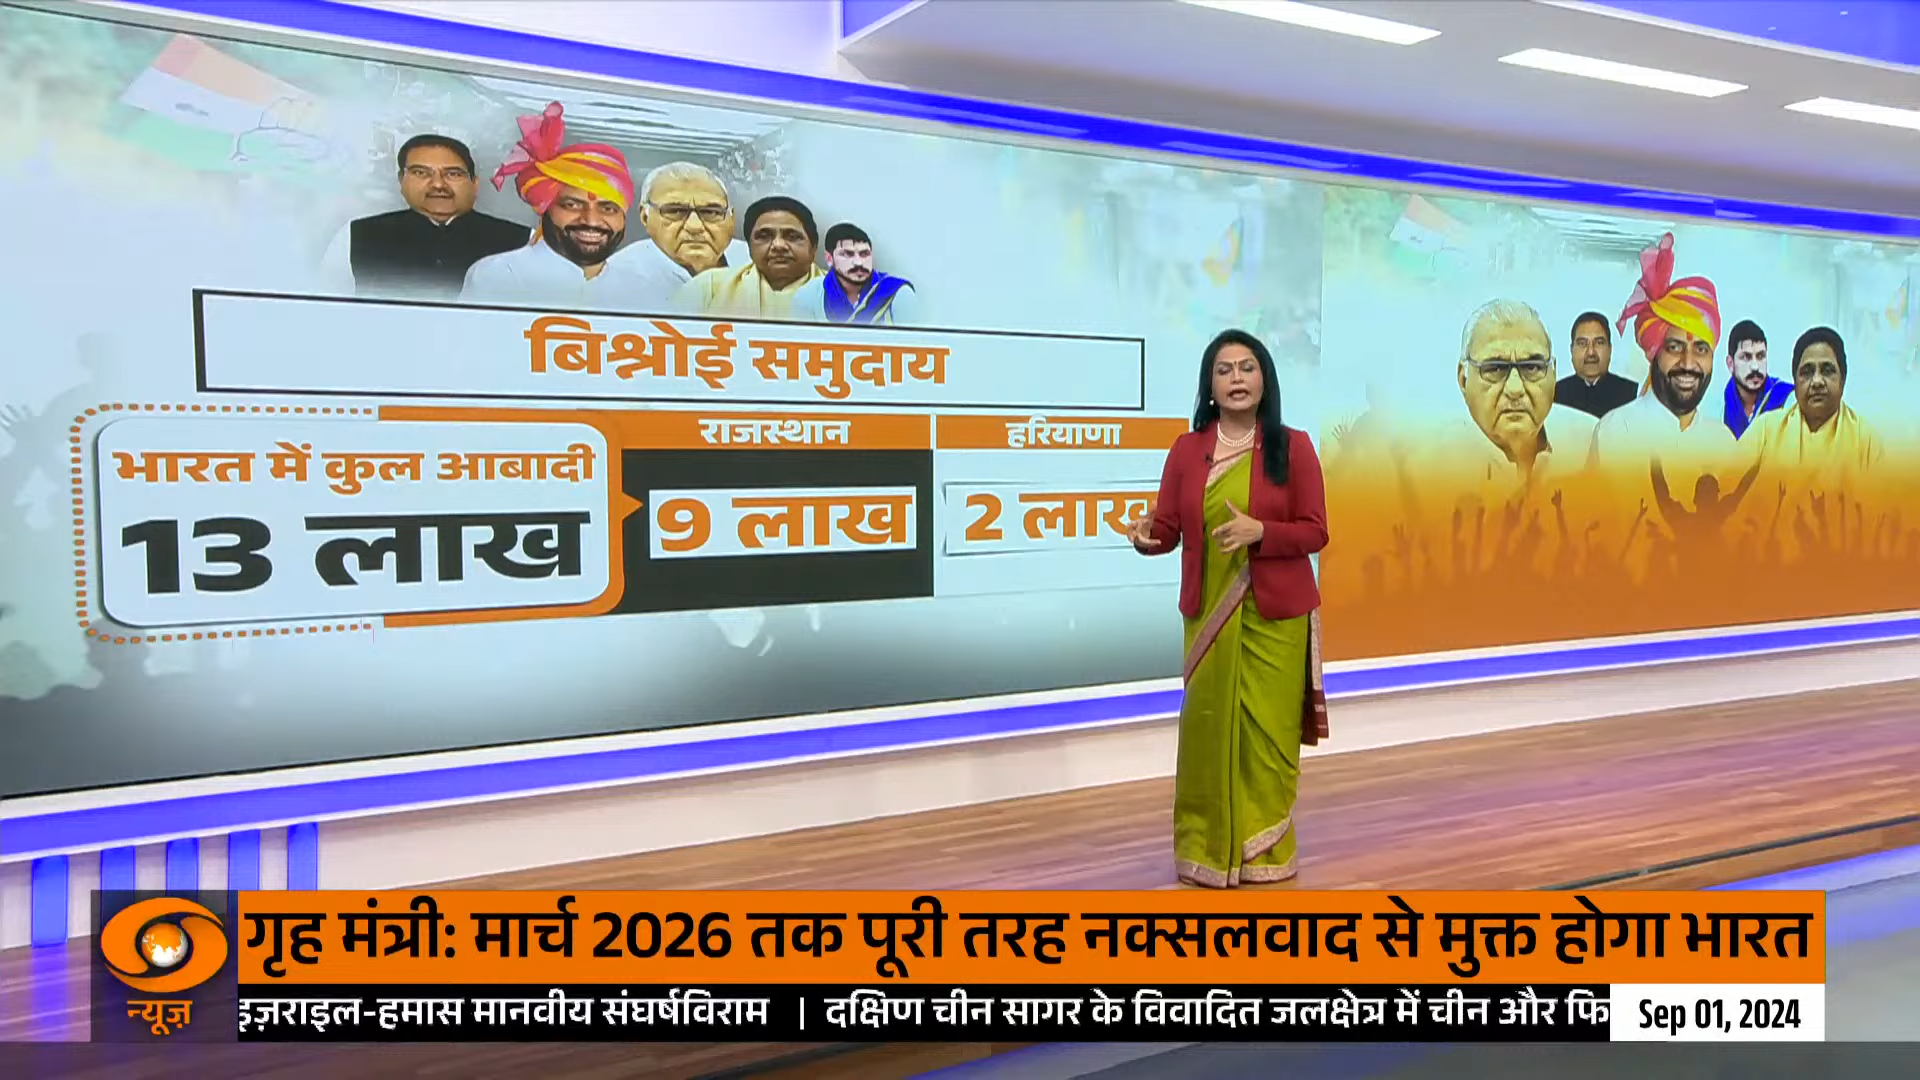 बिश्नोई समुदाय
भारत में कुल आबादी
13 लाख
राजस्थान
9 लाख
हरियाणा
2 लाख
गृह मंत्री: मार्च 2026 तक पूरी तरह नक्सलवाद से मुक्त होगा भारत
न्यूज़
इज़राइल-हमास मानवीय संघर्षविराम | दक्षिण चीन सागर के विवादित जलक्षेत्र में चीन और फि
Sep 01, 2024